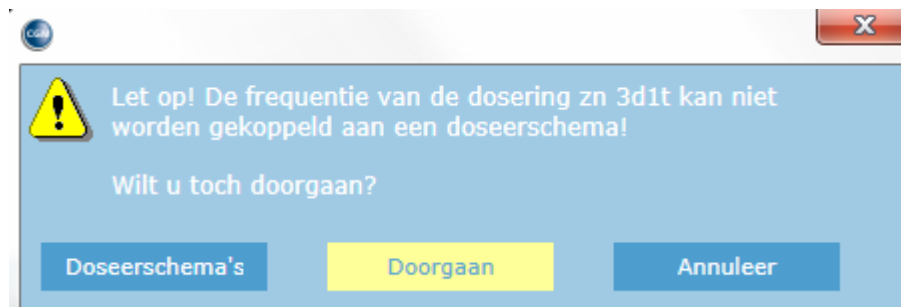 CGM
Let op! De frequentie van de dosering zn 3d1t kan niet
worden gekoppeld aan een doseerschema!
Wilt u toch doorgaan?
Doseerschema's
Doorgaan
Annuleer